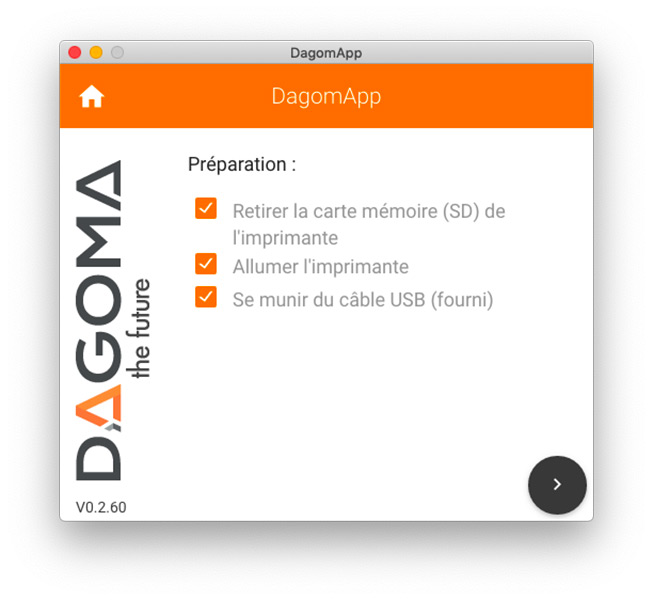 DagomApp
DagomApp
Préparation :
Retirer la carte mémoire (SD) de
l'imprimante
Allumer l'imprimante
Se munir du câble USB (fourni)
DAGOMA
the future
V0.2.60